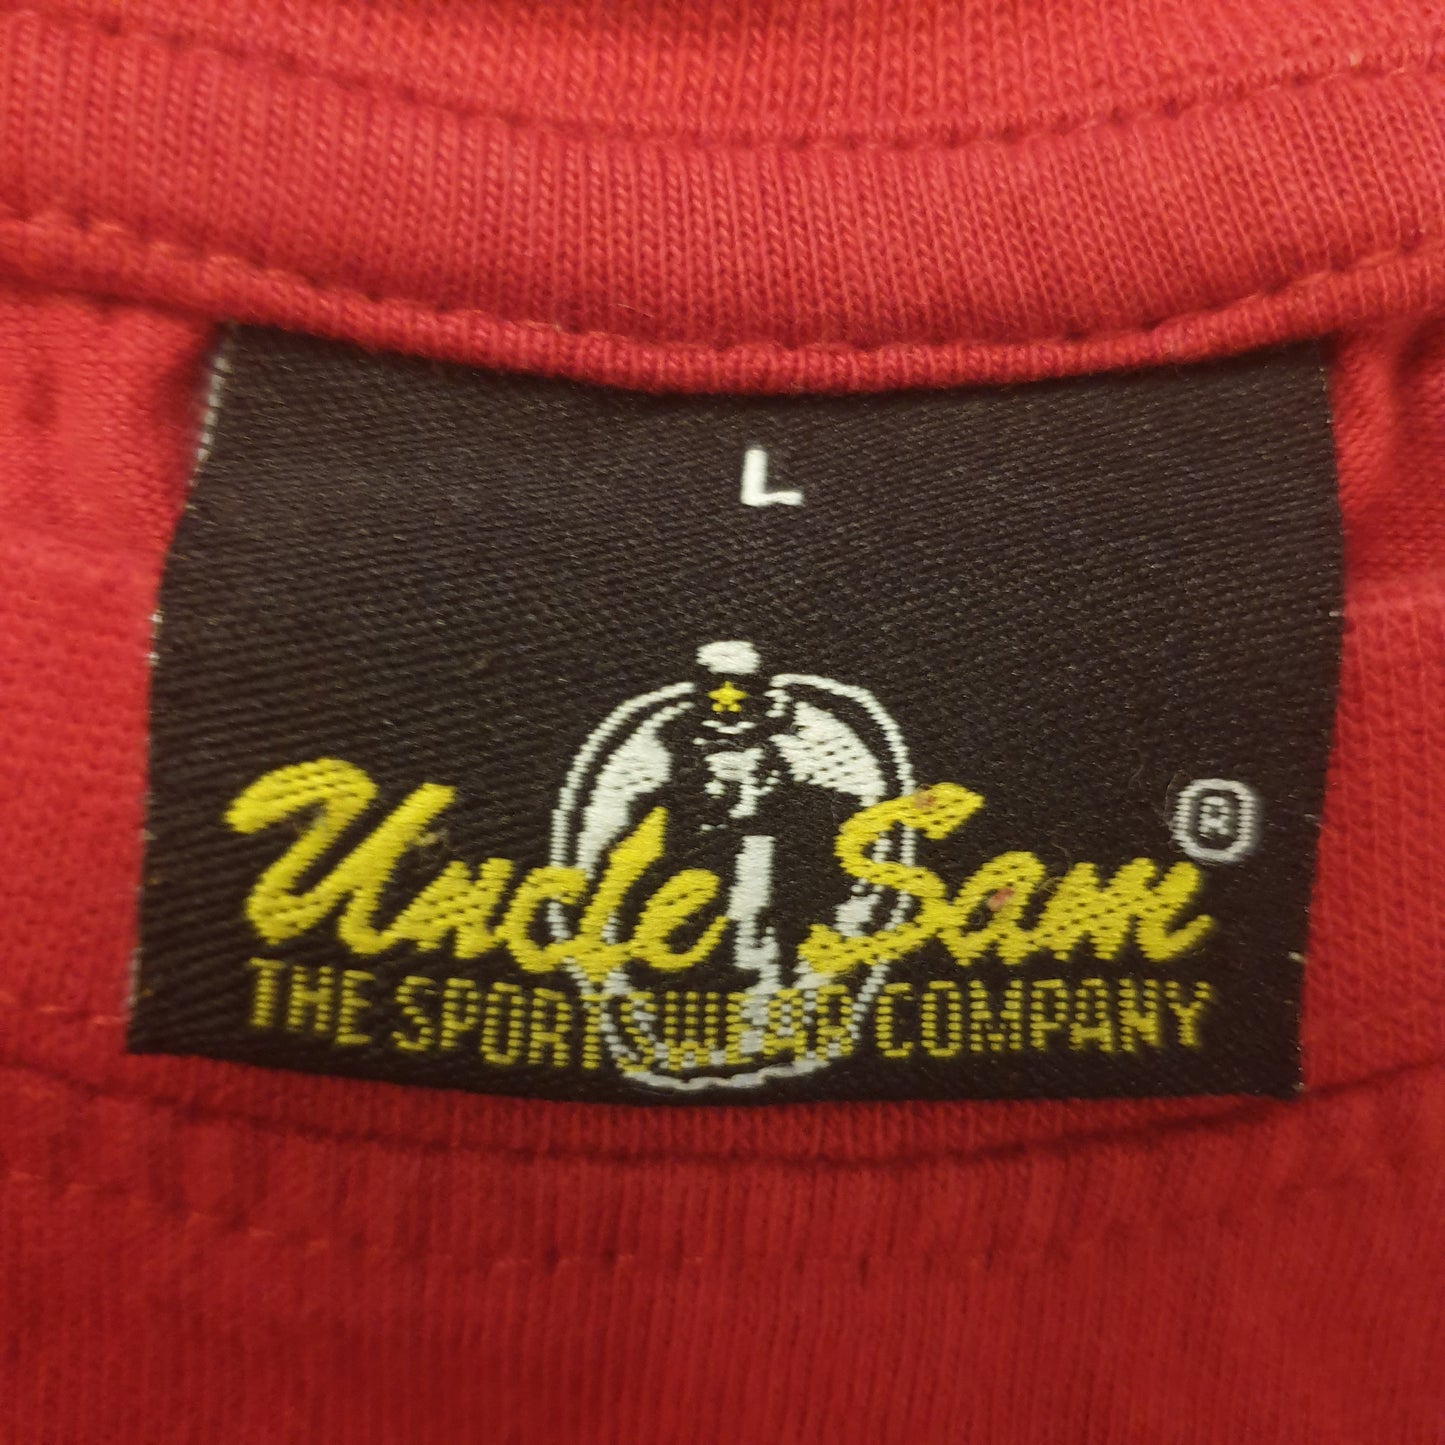 L
Uncle Sam ®
THE SPORTSWEAR COMPANY